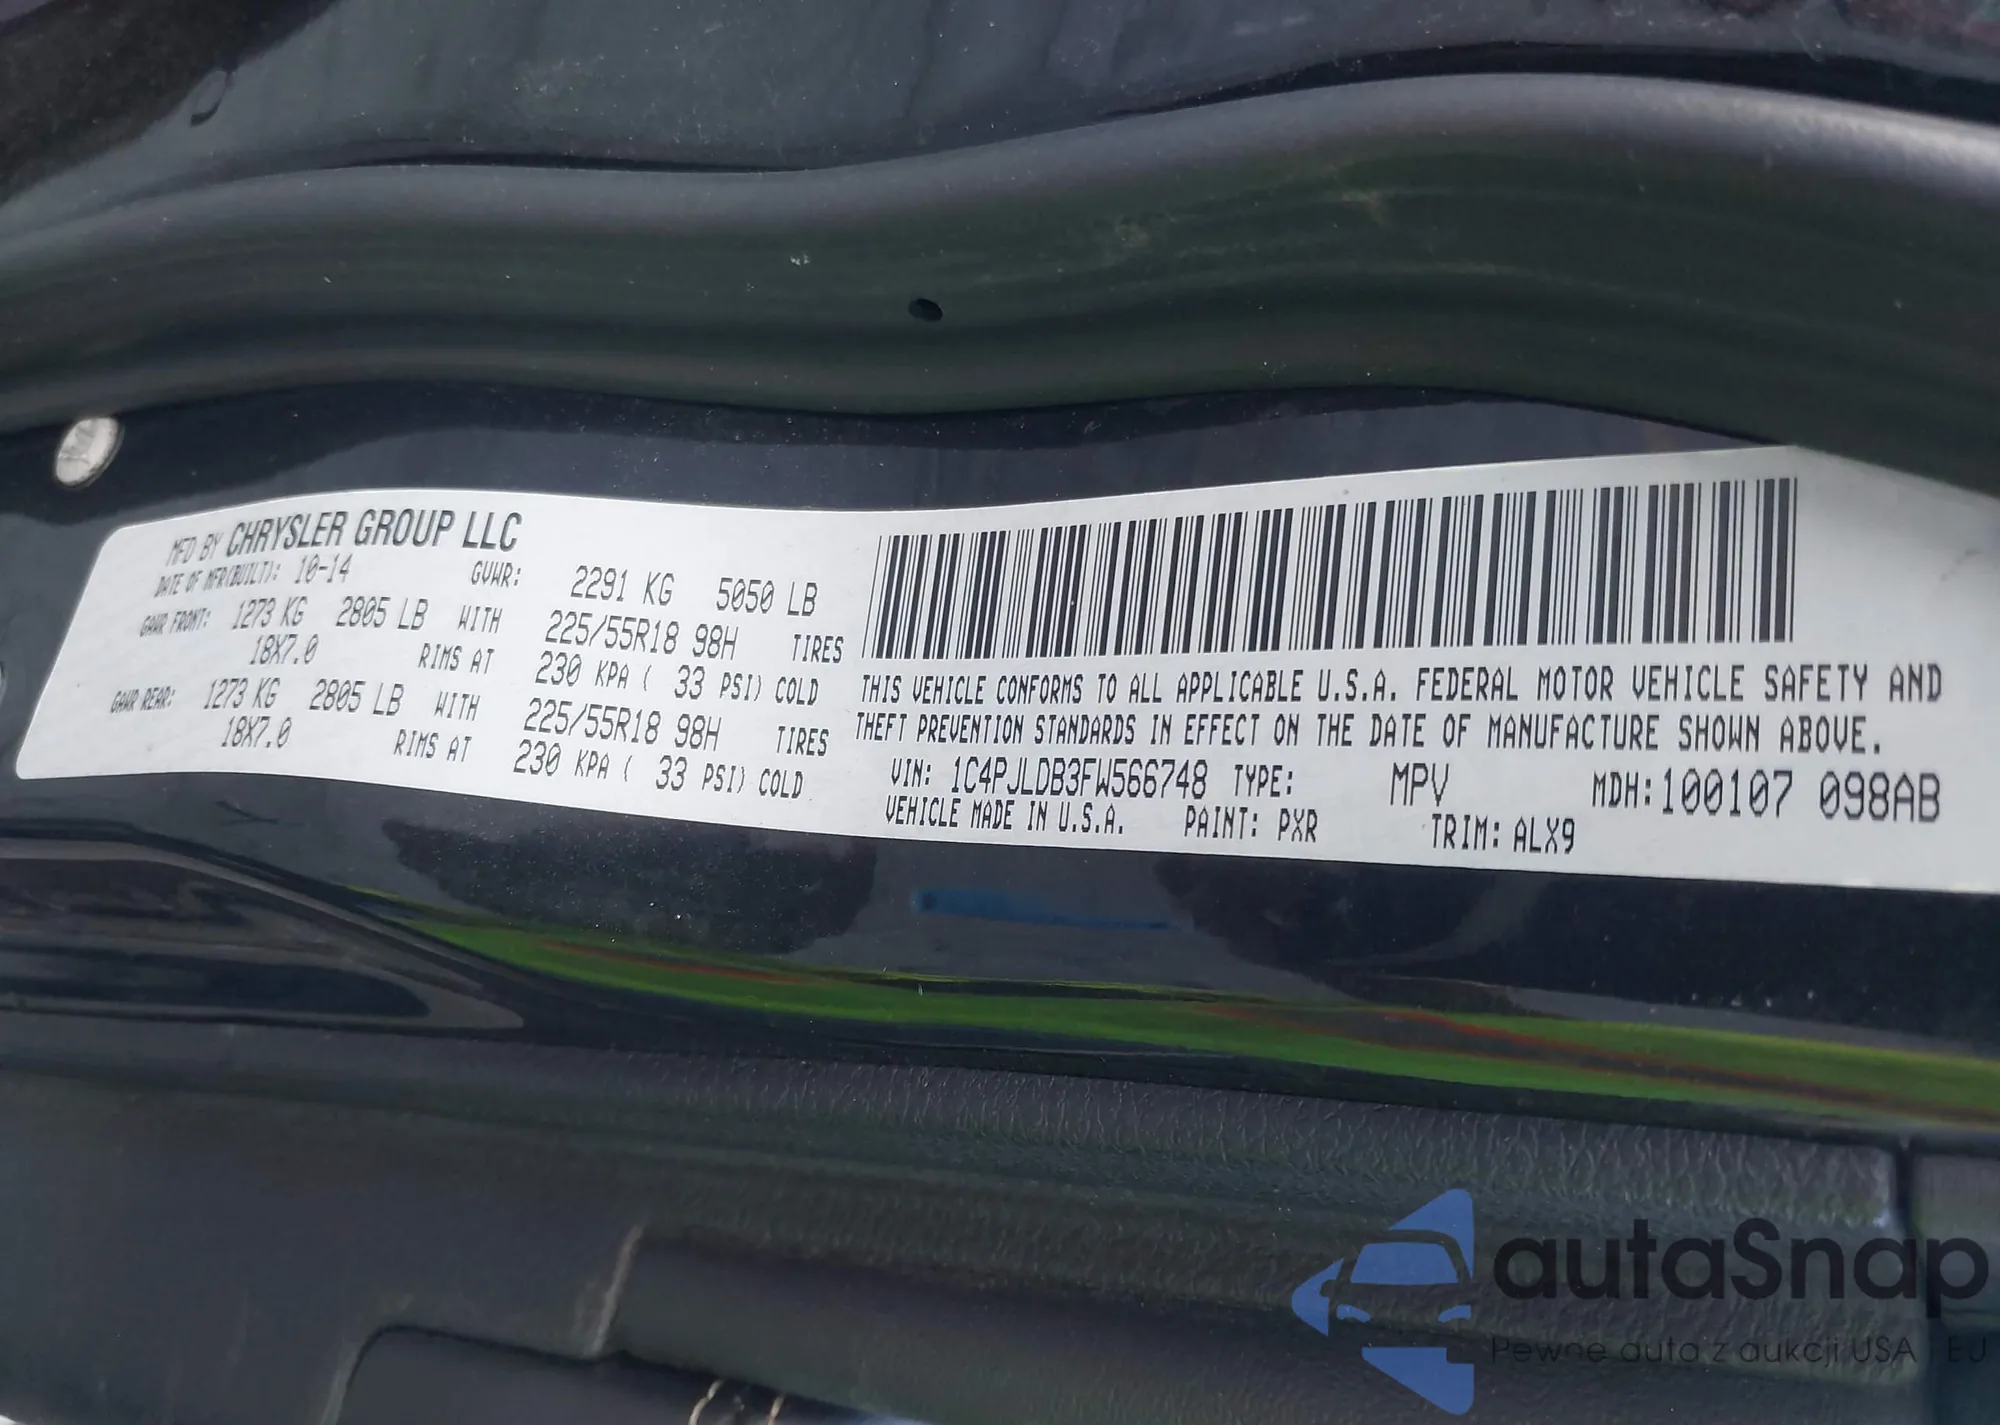 MFD BY CHRYSLER GROUP LLC
DATE OF MFR(BUILT): 10-14 GVWR: 2291 KG 5050 LB
GAWR FRONT: 1273 KG 2805 LB WITH 225/55R18 98H TIRES
18X7.0 RIMS AT 230 KPA ( 33 PSI) COLD
GAWR REAR: 1273 KG 2805 LB WITH 225/55R18 98H TIRES
18X7.0 RIMS AT 230 KPA ( 33 PSI) COLD
THIS VEHICLE CONFORMS TO ALL APPLICABLE U.S.A. FEDERAL MOTOR VEHICLE SAFETY AND
THEFT PREVENTION STANDARDS IN EFFECT ON THE DATE OF MANUFACTURE SHOWN ABOVE.
VIN: 1C4PJLDB3FW566748 TYPE: MPV MDH:100107 098AB
VEHICLE MADE IN U.S.A. PAINT: PXR TRIM: ALX9
autaSnap
Pewne auta z aukcji USA | EU